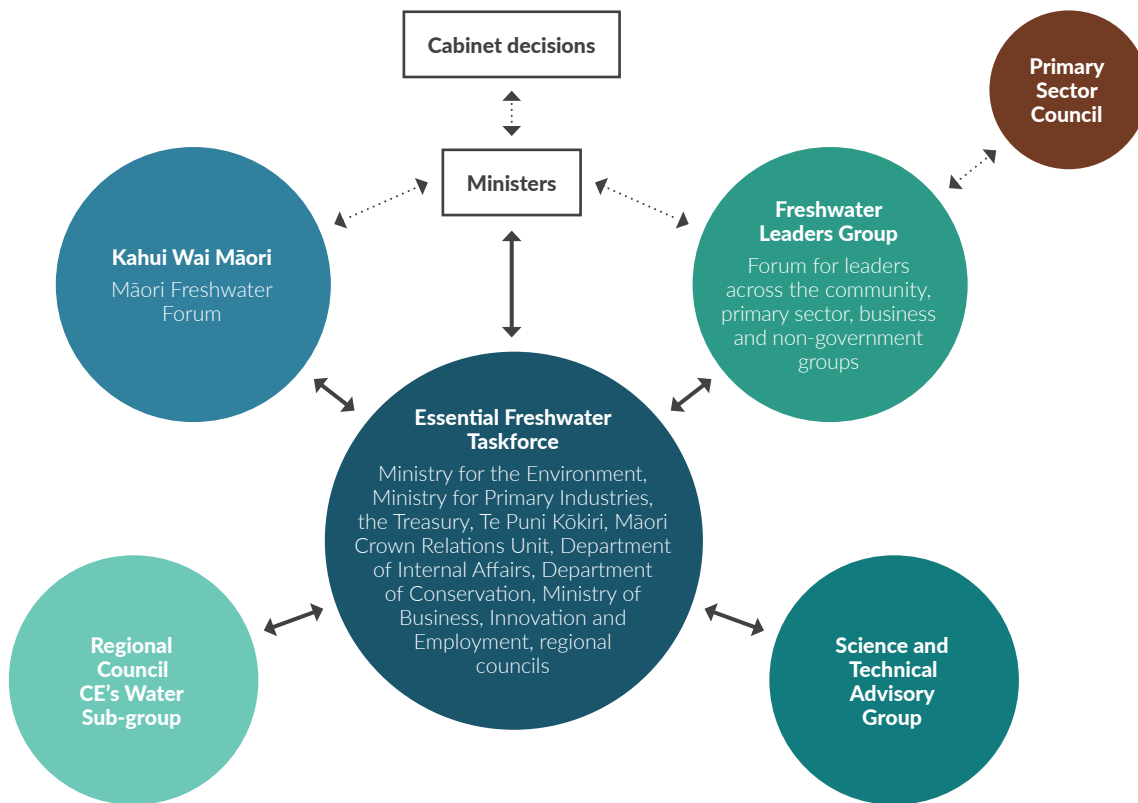 Cabinet decisions
Primary
Sector
Council
Ministers
Kahui Wai Māori
Māori Freshwater
Forum
Freshwater
Leaders Group
Forum for leaders
across the community,
primary sector, business
and non-government
groups
Essential Freshwater
Taskforce
Ministry for the Environment,
Ministry for Primary Industries,
the Treasury, Te Puni Kōkiri, Māori
Crown Relations Unit, Department
of Internal Affairs, Department
of Conservation, Ministry of
Business, Innovation and
Employment, regional
councils
Regional
Council
CE's Water
Sub-group
Science and
Technical
Advisory
Group